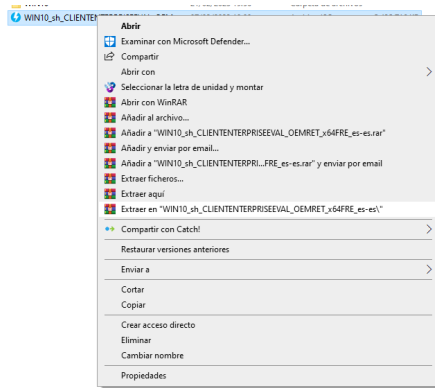 WIN10_sh_CLIENTENT
Abrir
Examinar con Microsoft Defender...
Compartir
Abrir con
Seleccionar la letra de unidad y montar
Abrir con WinRAR
Añadir al archivo...
Añadir a "WIN10_sh_CLIENTENTERPRISEEVAL_OEMRET_x64FRE_es-es.rar"
Añadir y enviar por email...
Añadir a "WIN10_sh_CLIENTENTERPRI...FRE_es-es.rar" y enviar por email
Extraer ficheros...
Extraer aquí
Extraer en "WIN10_sh_CLIENTENTERPRISEEVAL_OEMRET_x64FRE_es-es\"
Compartir con Catch!
Restaurar versiones anteriores
Enviar a
Cortar
Copiar
Crear acceso directo
Eliminar
Cambiar nombre
Propiedades